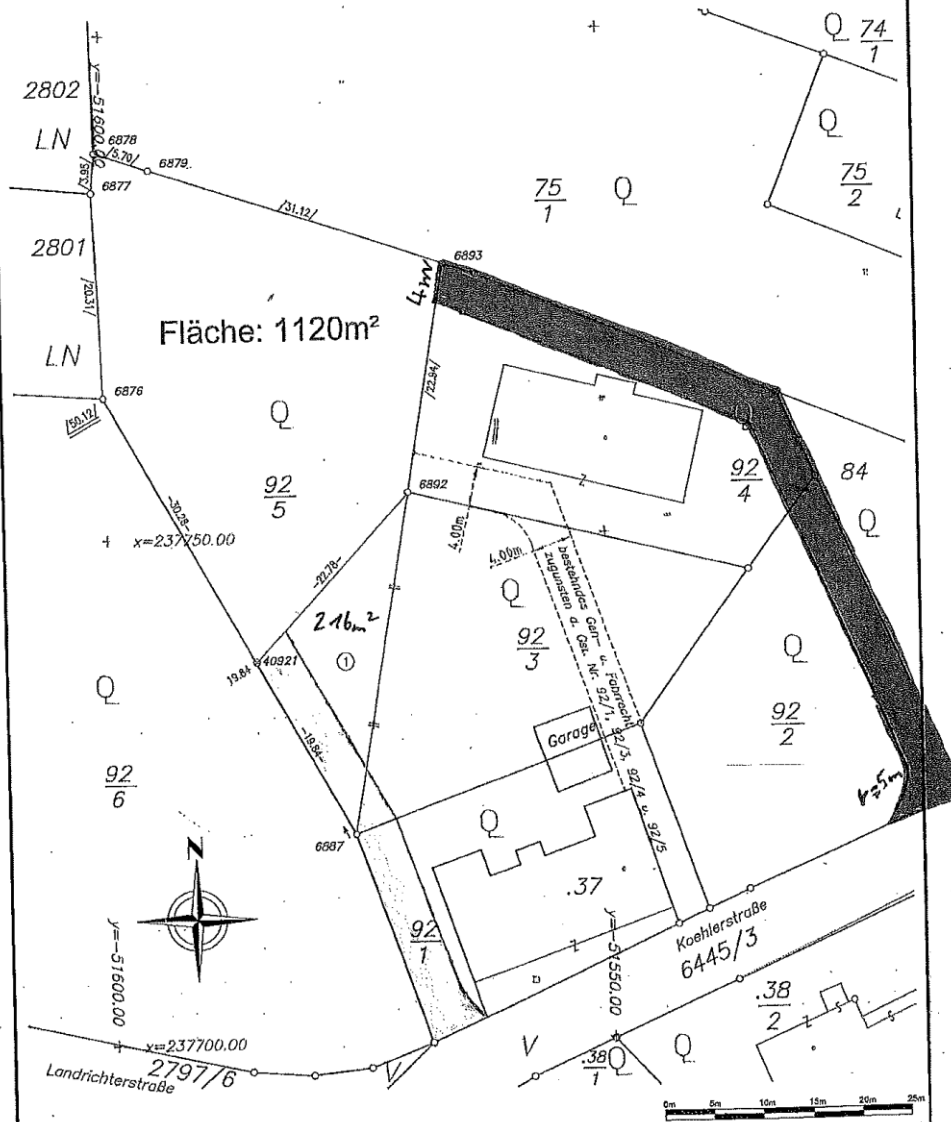 74
1
2802
y=-51600.00
LN
6878
/5.70/
6879
/3.95/
6877
75
1
75
2
2801
/20.31/
/31.12/
6893
4m
Fläche: 1120m²
LN
6876
/50.12/
/22.94/
92
5
6892
92
4
84
-30.28-
x=237750.00
4.00m
4.00m
-22.78-
bestehendes Geh- u. Fahrrecht
zugunsten d. Gst. Nr. 92/1, 92/3, 92/4 u. 92/5
216m²
1
92
3
19.84
40921
-19.84-
92
2
Garage
r=5m
92
6
6887
N
.37
92
1
y=-51600.00
y=-51550.00
Koehlerstraße
6445/3
.38
2
x=237700.00
2797/6
Landrichterstraße
V
V
.38
1
0m 5m 10m 15m 20m 25m